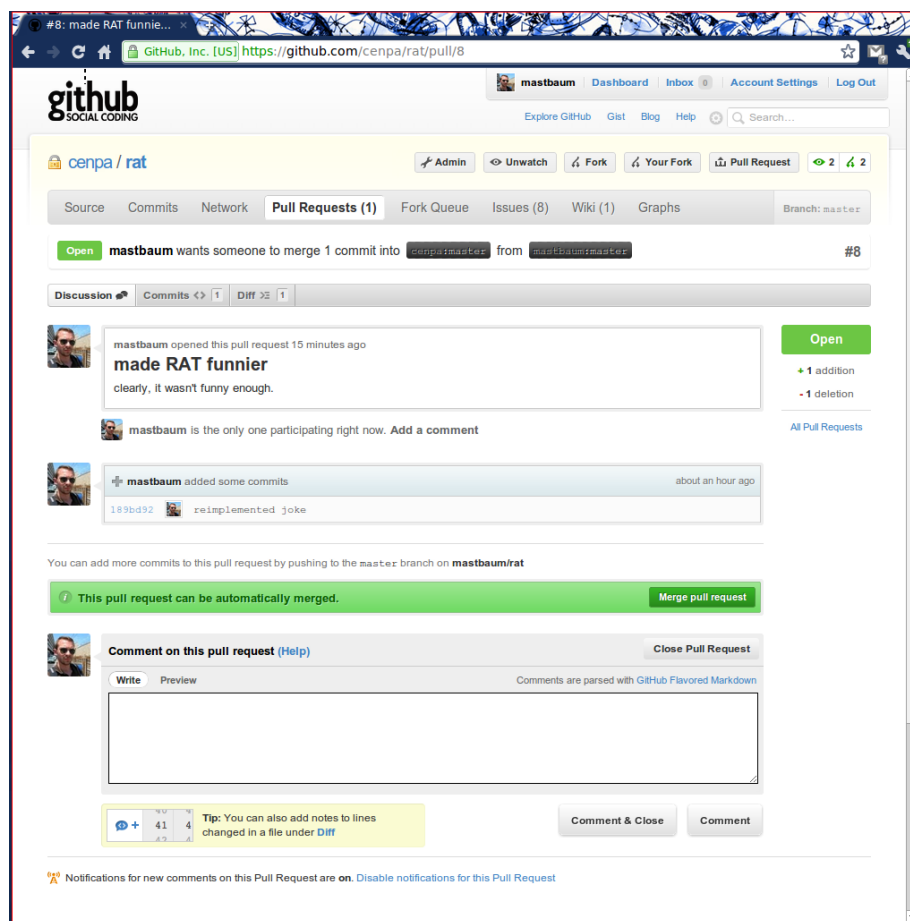 #8: made RAT funnie... ×
GitHub, Inc. [US] https://github.com/cenpa/rat/pull/8
github
SOCIAL CODING
mastbaum Dashboard Inbox 0 Account Settings Log Out
Explore GitHub Gist Blog Help Search...
cenpa / rat
Admin Unwatch Fork Your Fork Pull Request 2 2
Source Commits Network Pull Requests (1) Fork Queue Issues (8) Wiki (1) Graphs Branch: master
Open mastbaum wants someone to merge 1 commit into cenpa:master from mastbaum:master #8
Discussion Commits <> 1 Diff 1
mastbaum opened this pull request 15 minutes ago
made RAT funnier
clearly, it wasn't funny enough.
Open
+ 1 addition
- 1 deletion
All Pull Requests
mastbaum is the only one participating right now. Add a comment
mastbaum added some commits about an hour ago
189bd92 reimplemented joke
You can add more commits to this pull request by pushing to the master branch on mastbaum/rat
This pull request can be automatically merged. Merge pull request
Comment on this pull request (Help) Close Pull Request
Write Preview Comments are parsed with GitHub Flavored Markdown
+ 41 4
Tip: You can also add notes to lines
changed in a file under Diff
Comment & Close Comment
Notifications for new comments on this Pull Request are on. Disable notifications for this Pull Request